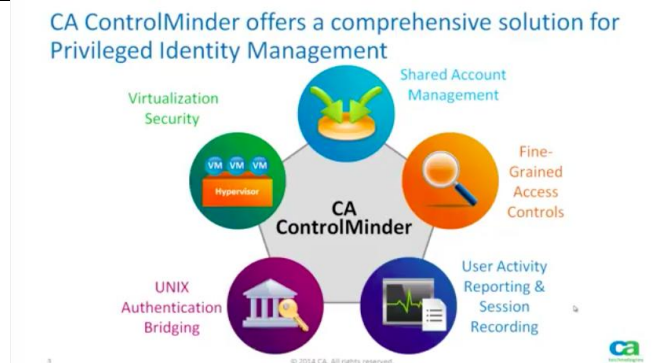 CA ControlMinder offers a comprehensive solution for
Privileged Identity Management
Shared Account
Management
Virtualization
Security
VM VM VM
Hypervisor
Fine-
Grained
Access
Controls
CA
ControlMinder
UNIX
Authentication
Bridging
User Activity
Reporting &
Session
Recording
© 2014 CA. All rights reserved.
ca